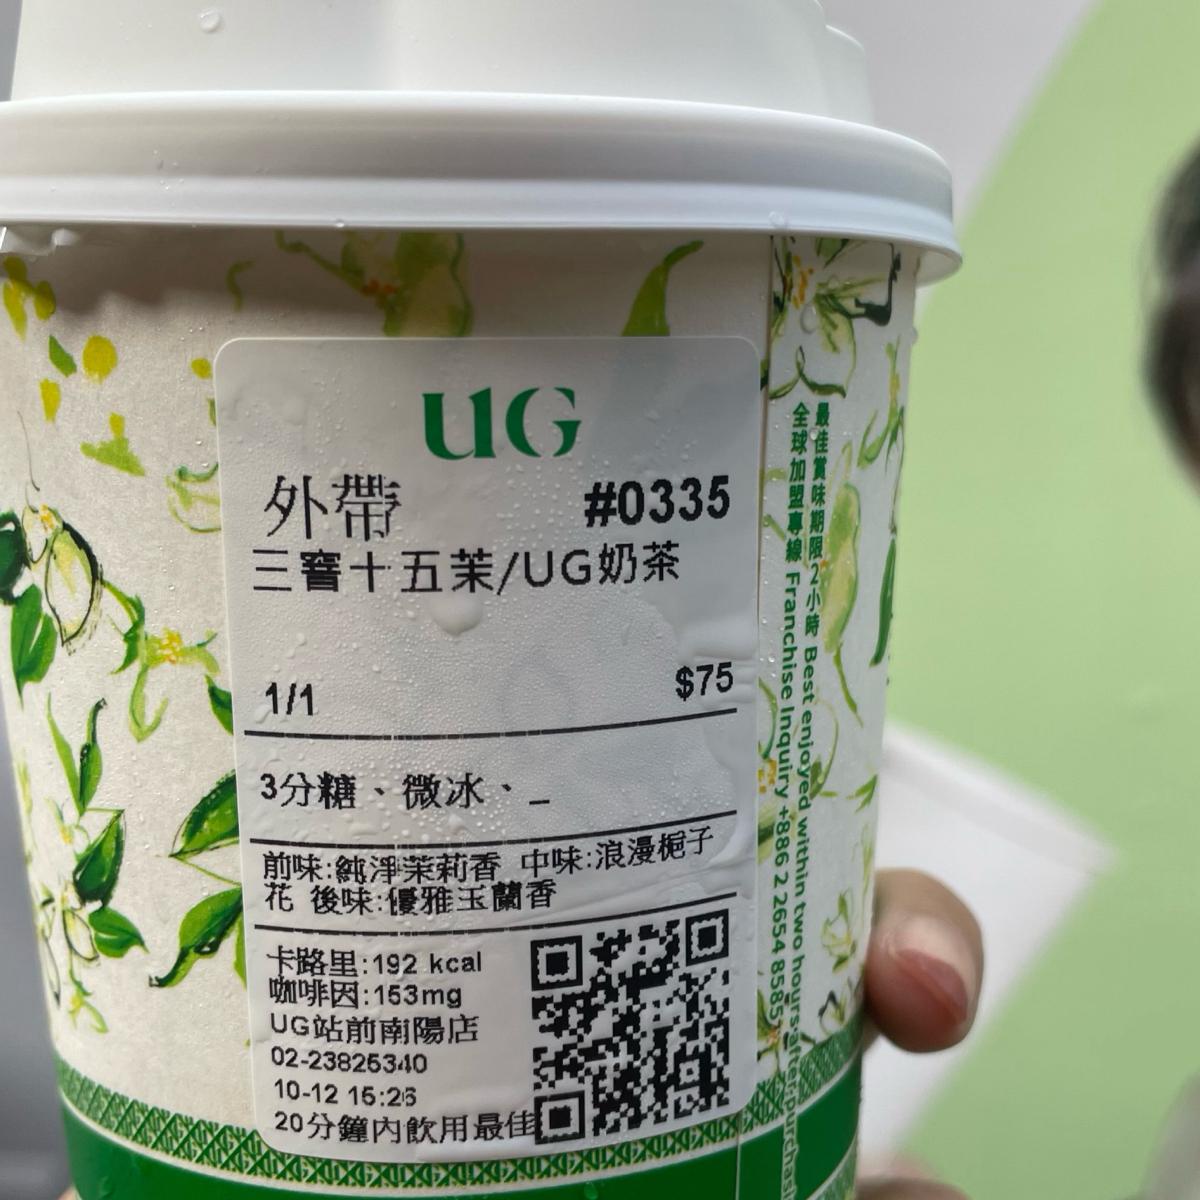 UG
外帶 #0335
三窨十五茉/UG奶茶
1/1 $75
3分糖、微冰、_
前味:純淨茉莉香 中味:浪漫梔子
花 後味:優雅玉蘭香
卡路里:192 kcal
咖啡因:153mg
UG站前南陽店
02-23825340
10-12 15:26
20分鐘內飲用最佳
最佳賞味期限2小時 Best enjoyed within two hours after purchasi
全球加盟專線 Franchise Inquiry +886 2 2654 8585